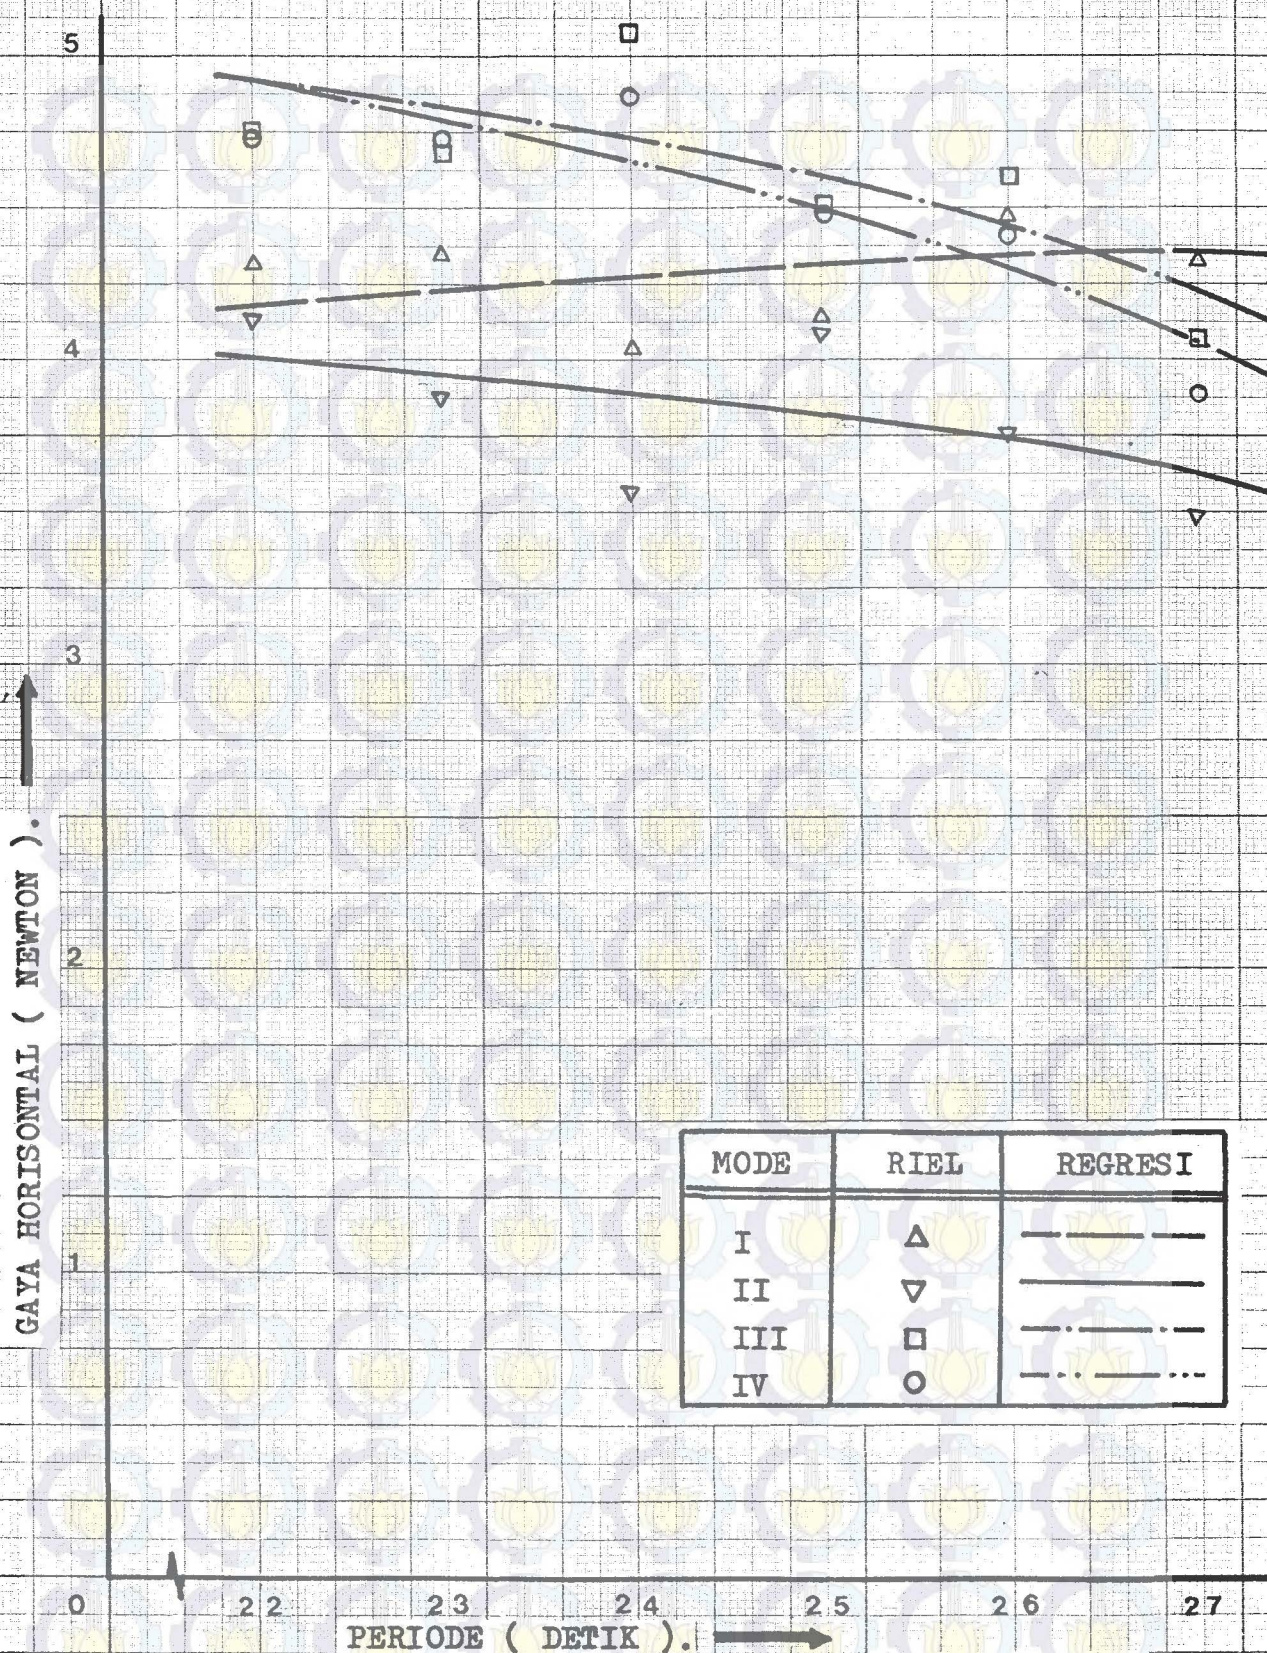 5
4
3
2
1
GAYA HORISONTAL ( NEWTON ).
MODE RIEL REGRESI
I
II
III
IV
0 22 23 24 25 26 27
PERIODE ( DETIK ).